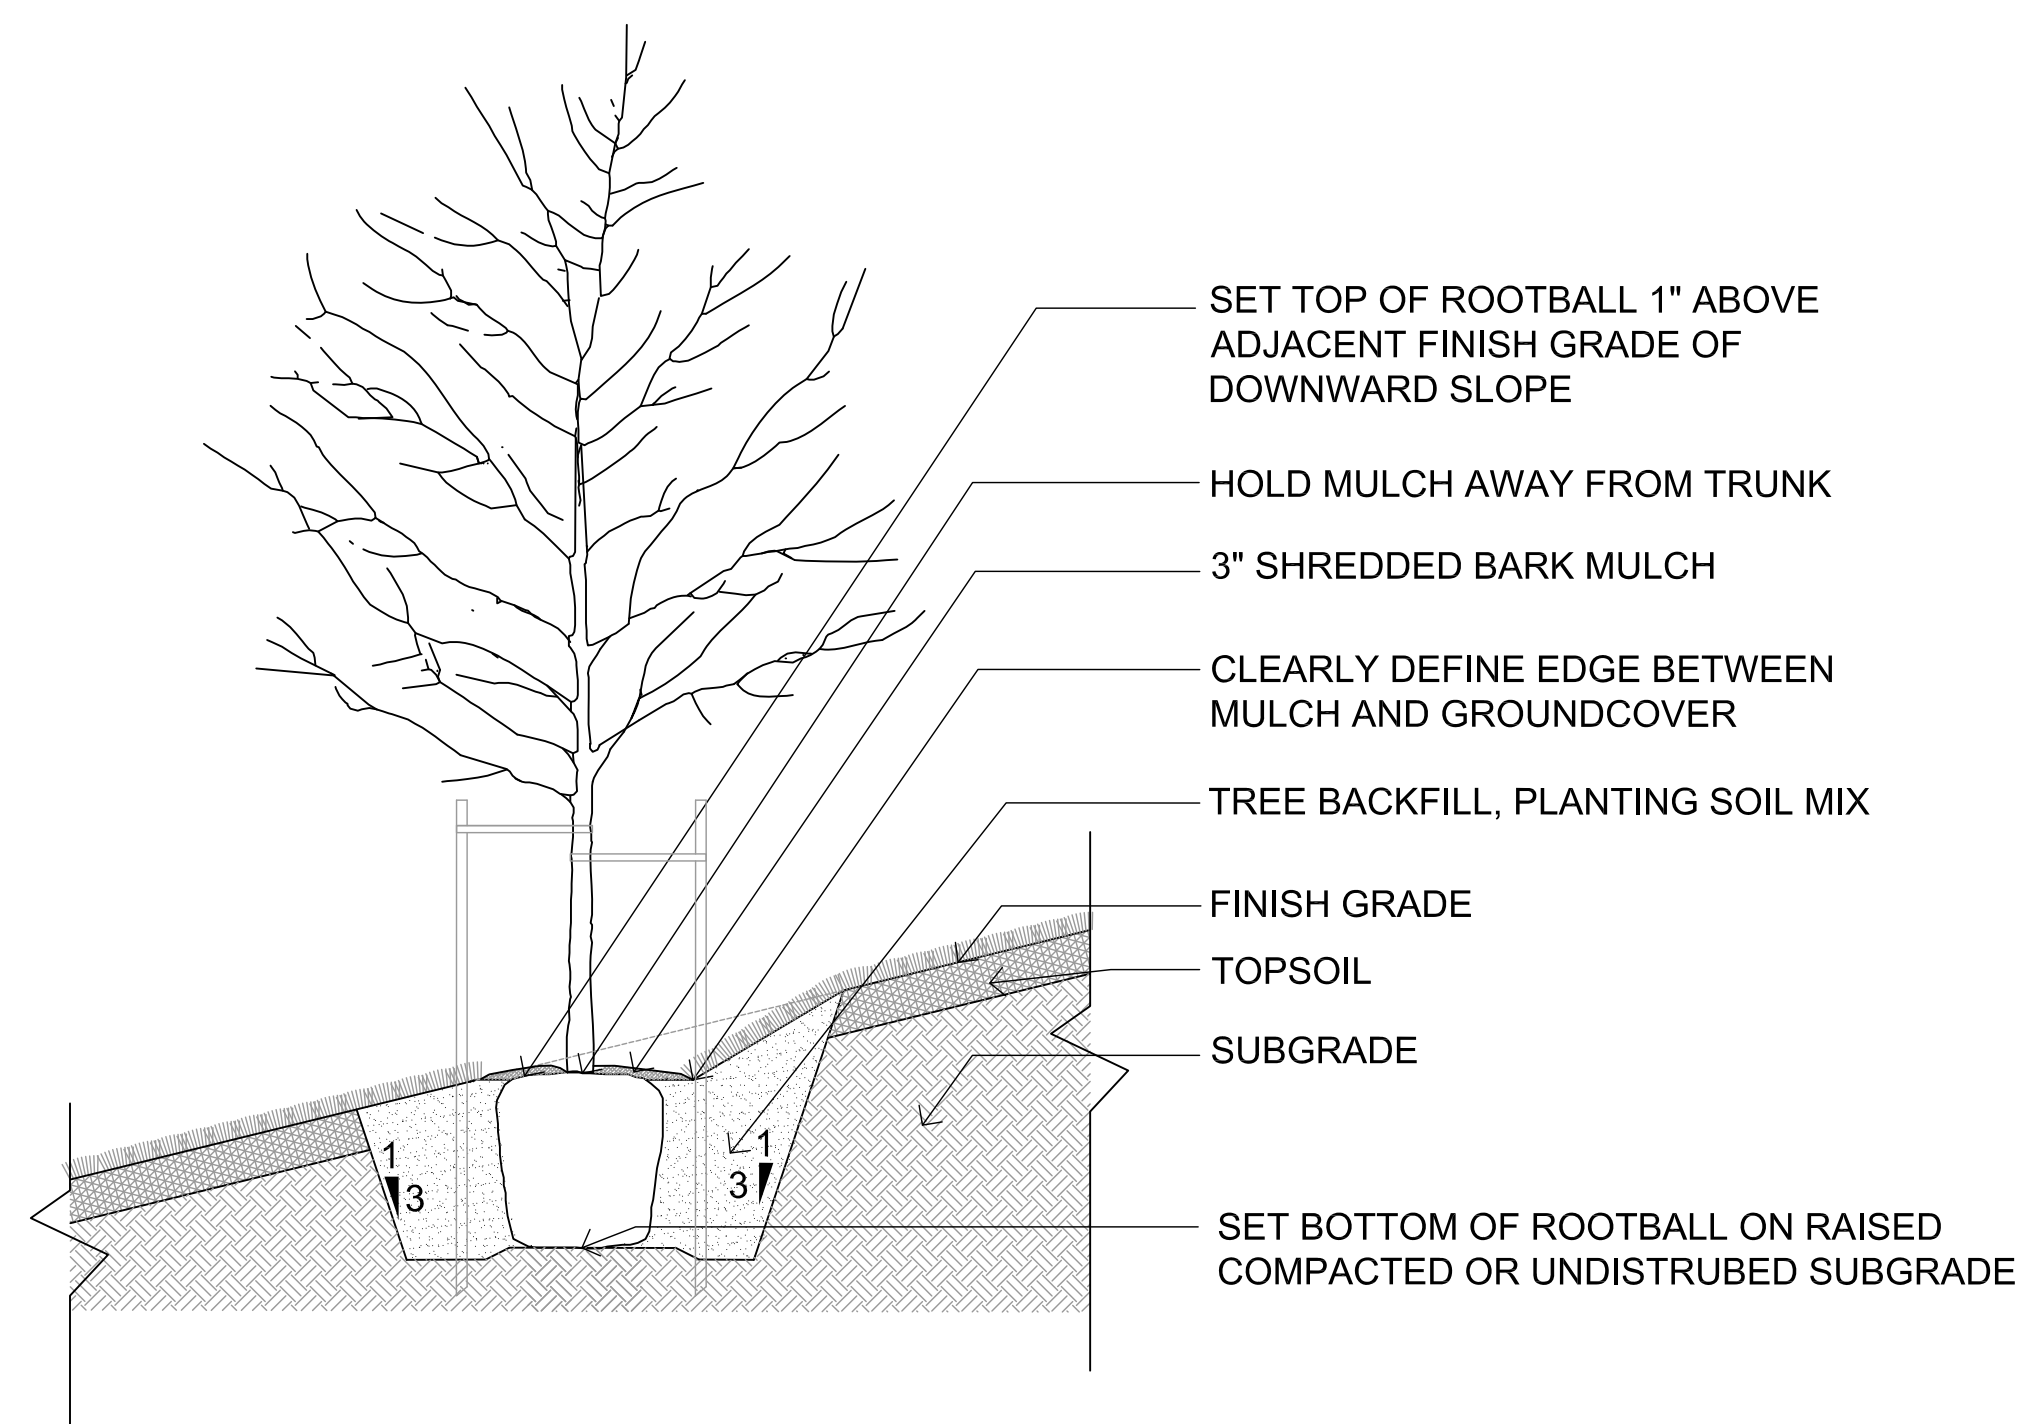 SET TOP OF ROOTBALL 1" ABOVE
ADJACENT FINISH GRADE OF
DOWNWARD SLOPE
HOLD MULCH AWAY FROM TRUNK
3" SHREDDED BARK MULCH
CLEARLY DEFINE EDGE BETWEEN
MULCH AND GROUNDCOVER
TREE BACKFILL, PLANTING SOIL MIX
FINISH GRADE
TOPSOIL
SUBGRADE
1
3
1
3
SET BOTTOM OF ROOTBALL ON RAISED
COMPACTED OR UNDISTRUBED SUBGRADE